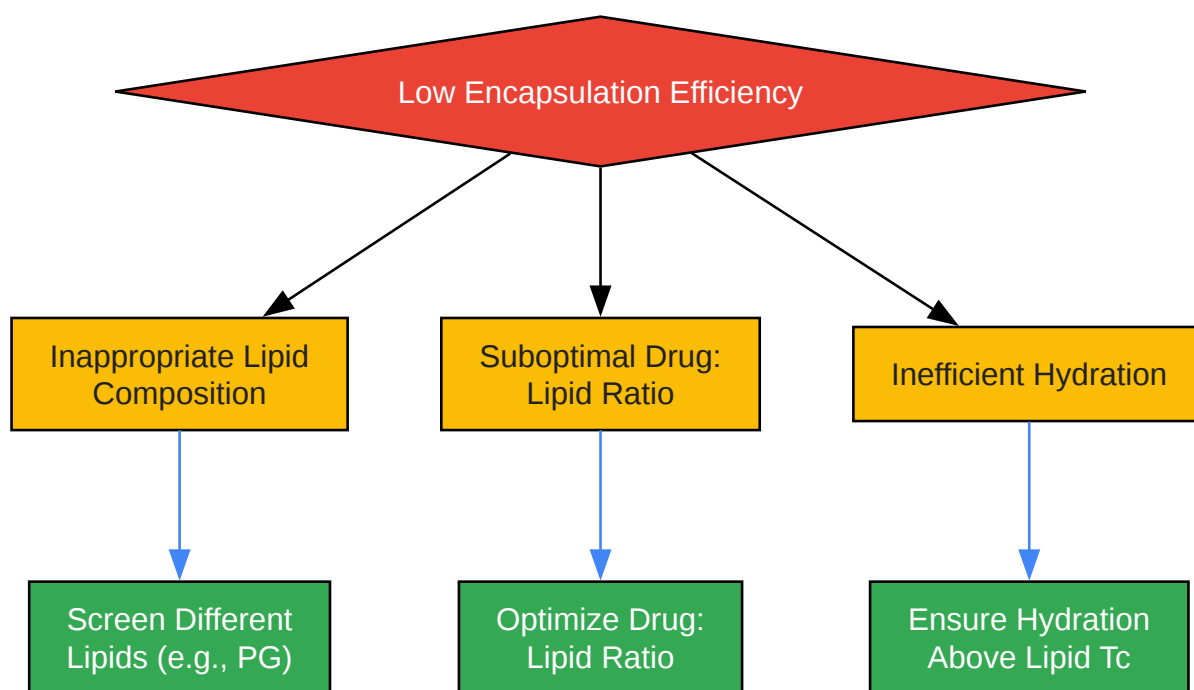 Low Encapsulation Efficiency
Inappropriate Lipid
Composition
Suboptimal Drug:
Lipid Ratio
Inefficient Hydration
Screen Different
Lipids (e.g., PG)
Optimize Drug:
Lipid Ratio
Ensure Hydration
Above Lipid Tc